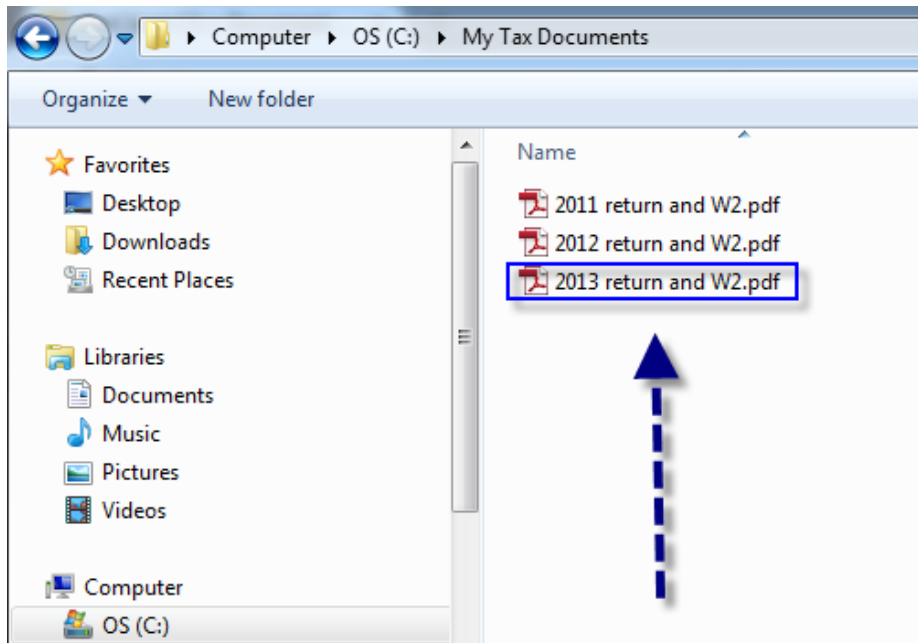 Computer ▸ OS (C:) ▸ My Tax Documents
Organize New folder
Favorites
Desktop
Downloads
Recent Places
Libraries
Documents
Music
Pictures
Videos
Computer
OS (C:)
Name
2011 return and W2.pdf
2012 return and W2.pdf
2013 return and W2.pdf